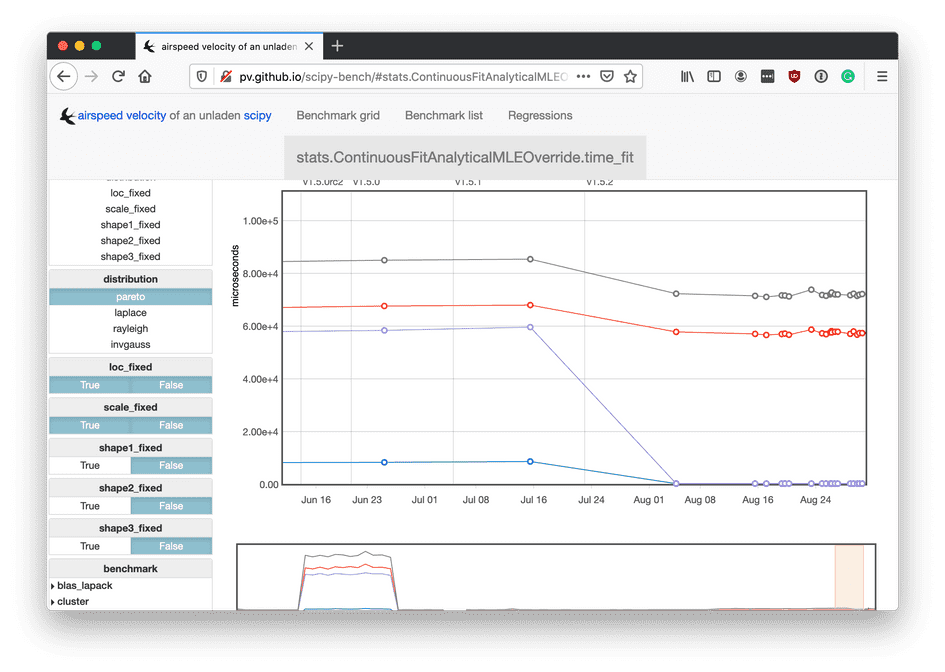 airspeed velocity of an unladen
pv.github.io/scipy-bench/#stats.ContinuousFitAnalyticalMLEO
airspeed velocity of an unladen scipy
Benchmark grid
Benchmark list
Regressions
stats.ContinuousFitAnalyticalMLEOverride.time_fit
distribution
loc_fixed
scale_fixed
shape1_fixed
shape2_fixed
shape3_fixed
distribution
pareto
laplace
rayleigh
invgauss
loc_fixed
True False
scale_fixed
True False
shape1_fixed
True False
shape2_fixed
True False
shape3_fixed
True False
benchmark
blas_lapack
cluster
V1.5.0rc2 V1.5.0 V1.5.1 V1.5.2
microseconds
1.00e+5
8.00e+4
6.00e+4
4.00e+4
2.00e+4
0.00
Jun 16 Jun 23 Jul 01 Jul 08 Jul 16 Jul 24 Aug 01 Aug 08 Aug 16 Aug 24